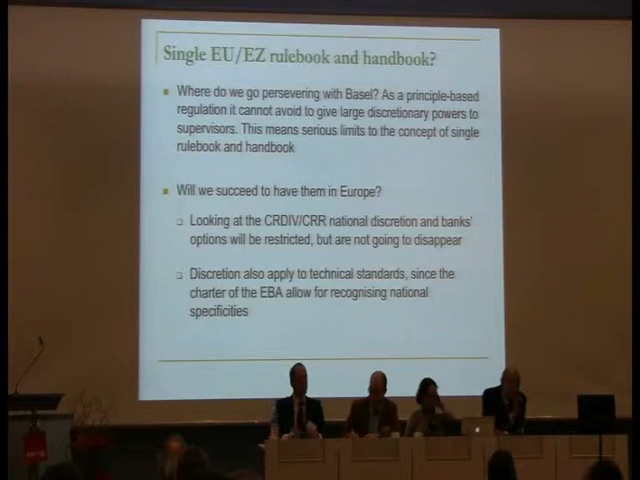 Single EU/EZ rulebook and handbook?
Where do we go persevering with Basel? As a principle-based
regulation it cannot avoid to give large discretionary powers to
supervisors. This means serious limits to the concept of single
rulebook and handbook
Will we succeed to have them in Europe?
Looking at the CRDIV/CRR national discretion and banks'
options will be restricted, but are not going to disappear
Discretion also apply to technical standards, since the
charter of the EBA allow for recognising national
specificities